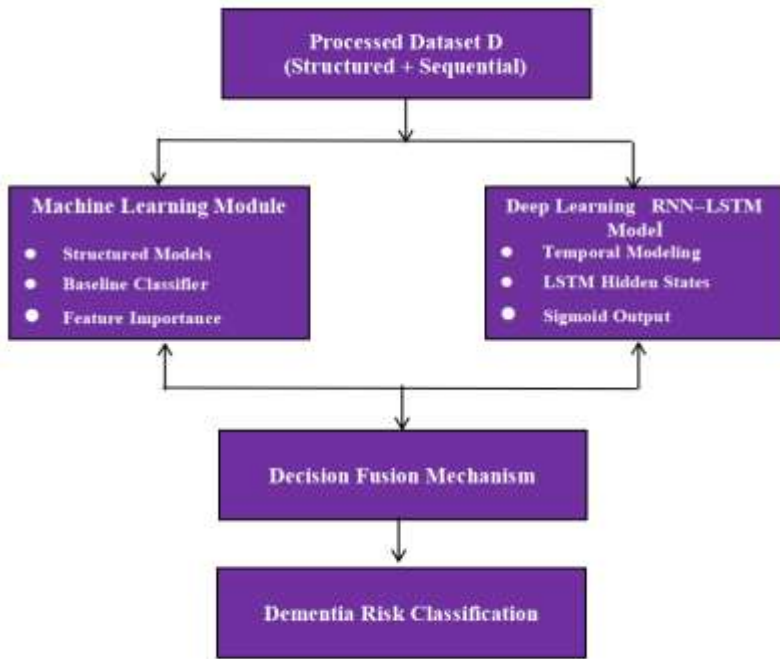 Processed Dataset D
(Structured + Sequential)
Machine Learning Module
Structured Models
Baseline Classifier
Feature Importance
Deep Learning RNN–LSTM
Model
Temporal Modeling
LSTM Hidden States
Sigmoid Output
Decision Fusion Mechanism
Dementia Risk Classification